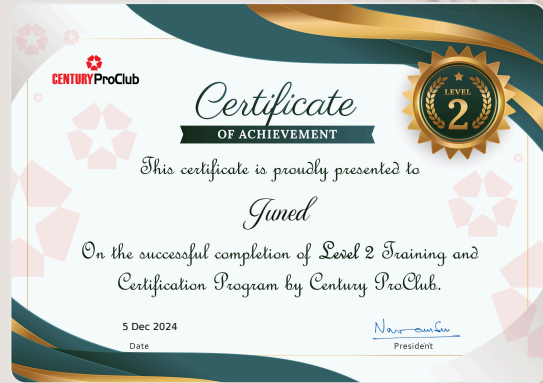 CENTURY ProClub
Certificate
OF ACHIEVEMENT
LEVEL
2
This certificate is proudly presented to
Juned
On the successful completion of Level 2 Training and
Certification Program by Century ProClub.
5 Dec 2024
Date
President